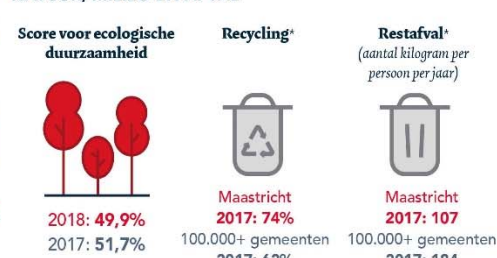 Score voor ecologische
duurzaamheid
2018: 49,9%
2017: 51,7%
Recycling*
Maastricht
2017: 74%
100.000+ gemeenten
Restafval*
(aantal kilogram per
persoon per jaar)
Maastricht
2017: 107
100.000+ gemeenten